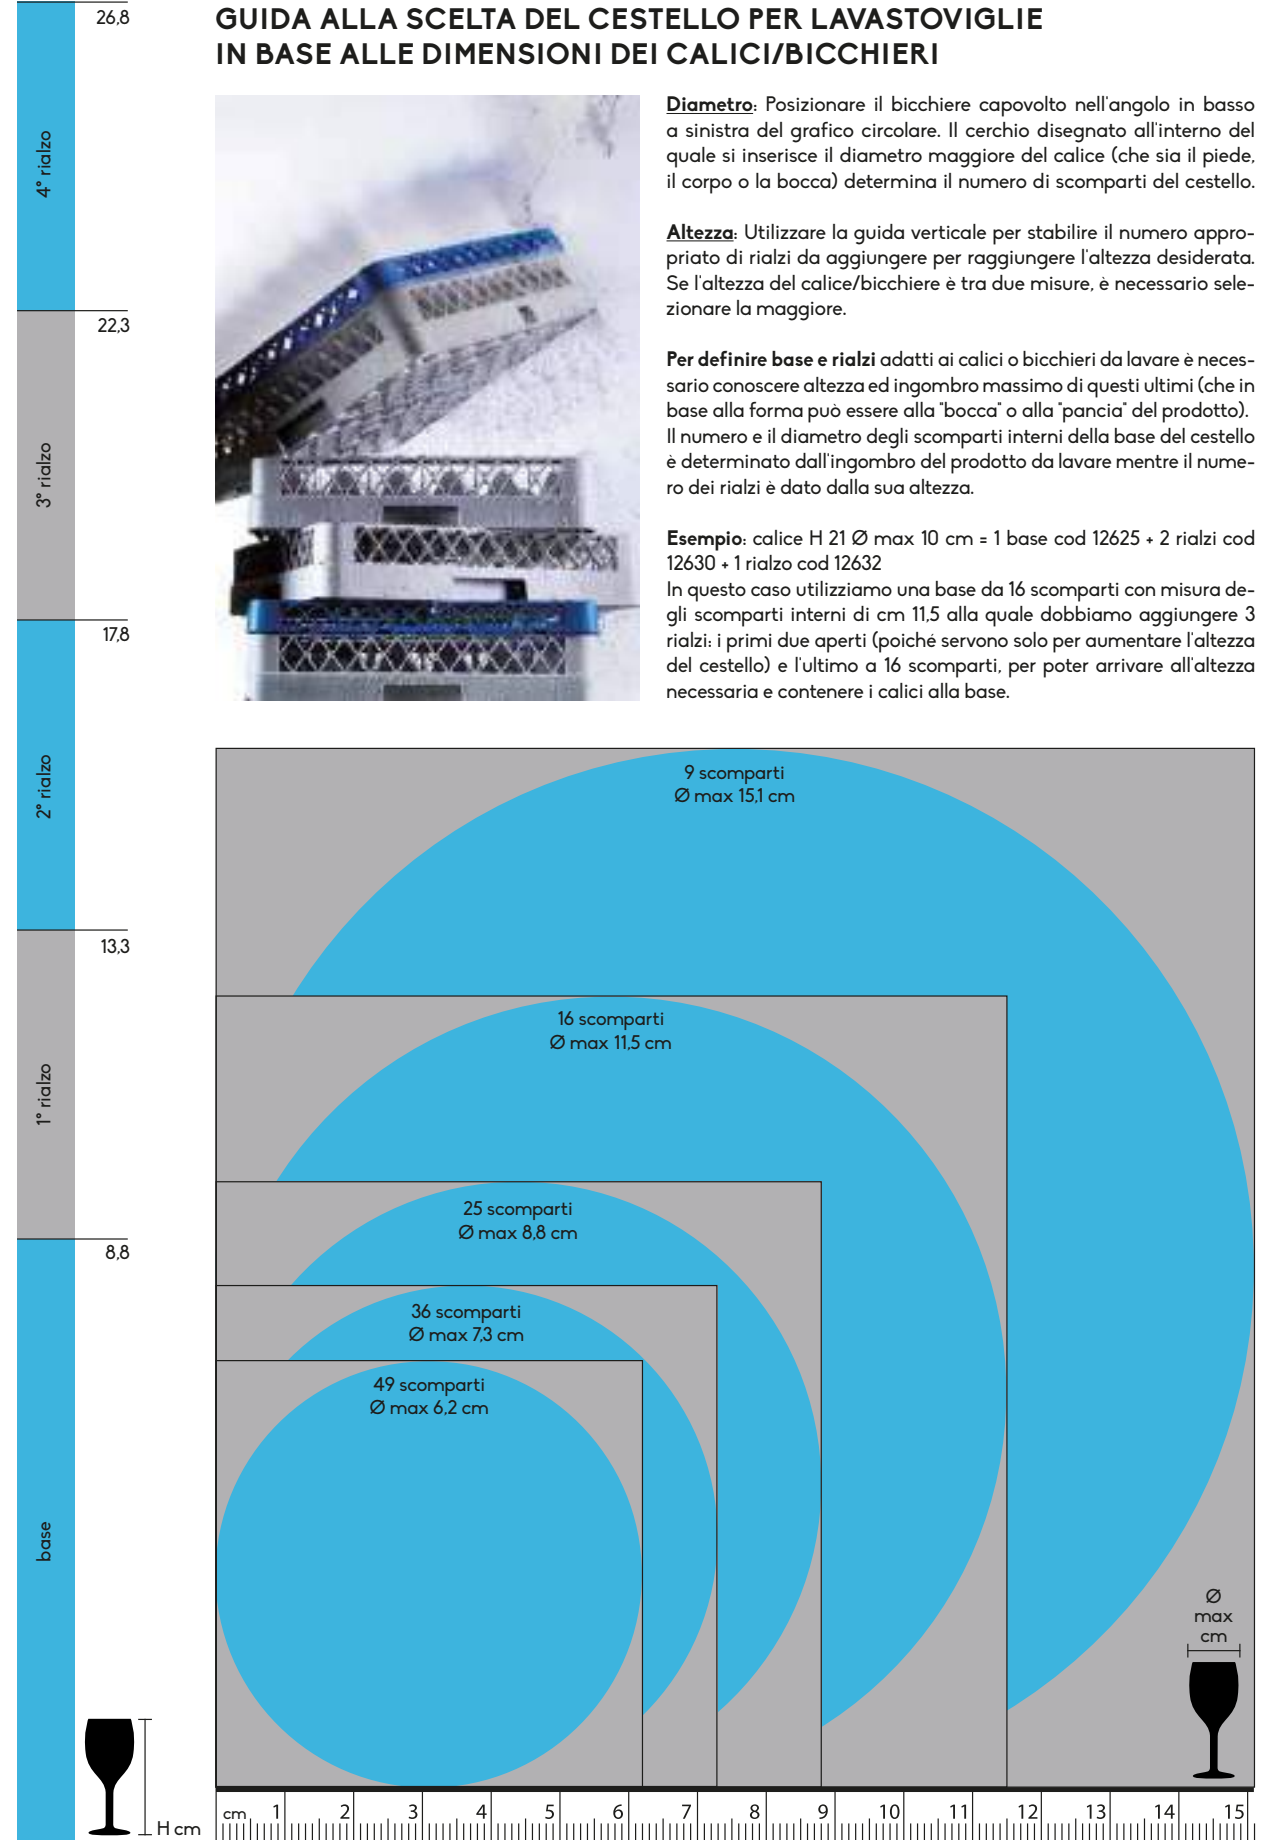 GUIDA ALLA SCELTA DEL CESTELLO PER LAVASTOVIGLIE
IN BASE ALLE DIMENSIONI DEI CALICI/BICCHIERI
Diametro: Posizionare il bicchiere capovolto nell'angolo in basso
a sinistra del grafico circolare. Il cerchio disegnato all'interno del
quale si inserisce il diametro maggiore del calice (che sia il piede,
il corpo o la bocca) determina il numero di scomparti del cestello.
Altezza: Utilizzare la guida verticale per stabilire il numero appro-
priato di rialzi da aggiungere per raggiungere l'altezza desiderata.
Se l'altezza del calice/bicchiere è tra due misure, è necessario sele-
zionare la maggiore.
Per definire base e rialzi adatti ai calici o bicchieri da lavare è neces-
sario conoscere altezza ed ingombro massimo di questi ultimi (che in
base alla forma può essere alla "bocca" o alla "pancia" del prodotto).
Il numero e il diametro degli scomparti interni della base del cestello
è determinato dall'ingombro del prodotto da lavare mentre il nume-
ro dei rialzi è dato dalla sua altezza.
Esempio: calice H 21 Ø max 10 cm = 1 base cod 12625 + 2 rialzi cod
12630 + 1 rialzo cod 12632
In questo caso utilizziamo una base da 16 scomparti con misura de-
gli scomparti interni di cm 11,5 alla quale dobbiamo aggiungere 3
rialzi: i primi due aperti (poiché servono solo per aumentare l'altezza
del cestello) e l'ultimo a 16 scomparti, per poter arrivare all'altezza
necessaria e contenere i calici alla base.
26,8
4° rialzo
22,3
3° rialzo
17,8
2° rialzo
13,3
1° rialzo
8,8
base
H cm
9 scomparti
Ø max 15,1 cm
16 scomparti
Ø max 11,5 cm
25 scomparti
Ø max 8,8 cm
36 scomparti
Ø max 7,3 cm
49 scomparti
Ø max 6,2 cm
Ø
max
cm
cm 1 2 3 4 5 6 7 8 9 10 11 12 13 14 15